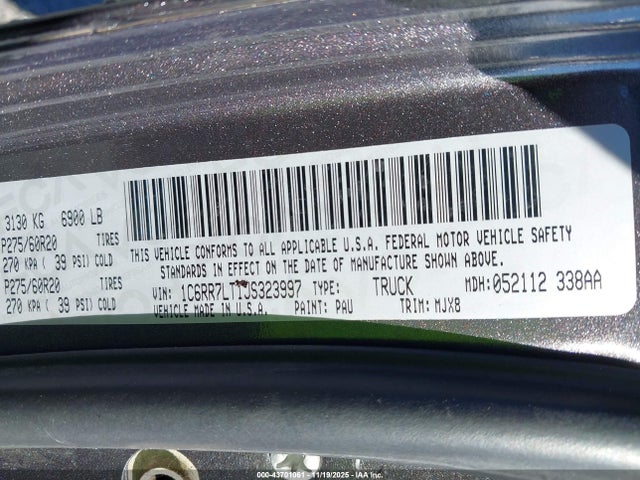 3130 KG 6900 LB
P275/60R20 TIRES
270 KPA ( 39 PSI) COLD
P275/60R20 TIRES
270 KPA ( 39 PSI) COLD
THIS VEHICLE CONFORMS TO ALL APPLICABLE U.S.A. FEDERAL MOTOR VEHICLE SAFETY
STANDARDS IN EFFECT ON THE DATE OF MANUFACTURE SHOWN ABOVE.
VIN: 1C6RR7LT1JS323997 TYPE: TRUCK MDH:052112 338AA
VEHICLE MADE IN U.S.A. PAINT: PAU TRIM: MJX8
00-43701061 - 11/19/2025 - IAA Inc.